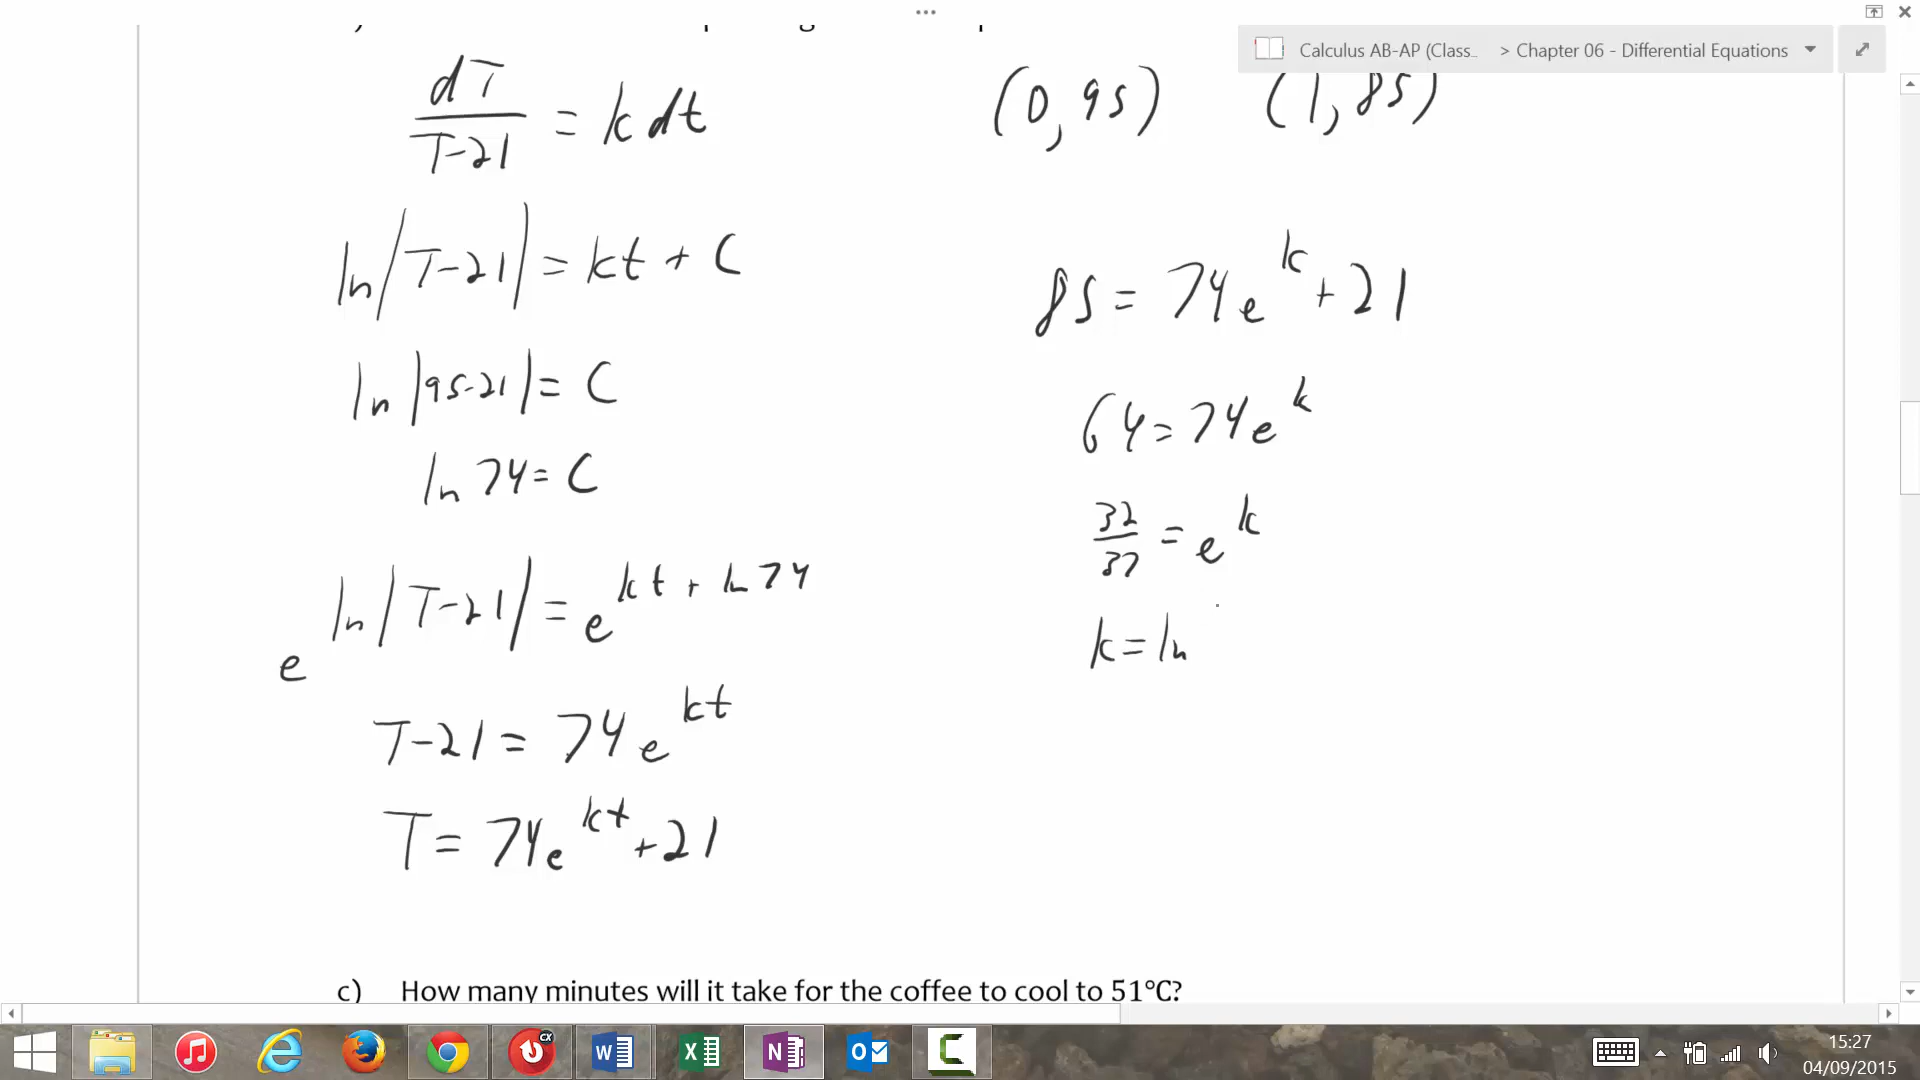 Calculus AB-AP (Class.. > Chapter 06 - Differential Equations
dT/(T-21) = k dt
(0, 95) (1, 85)
ln|T-21| = kt + C
ln|95-21| = C
ln 74 = C
e^(ln|T-21|) = e^(kt + ln 74)
T-21 = 74e^(kt)
T = 74e^(kt) + 21
85 = 74e^k + 21
64 = 74e^k
32/37 = e^k
k = ln
c) How many minutes will it take for the coffee to cool to 51°C?
15:27
04/09/2015